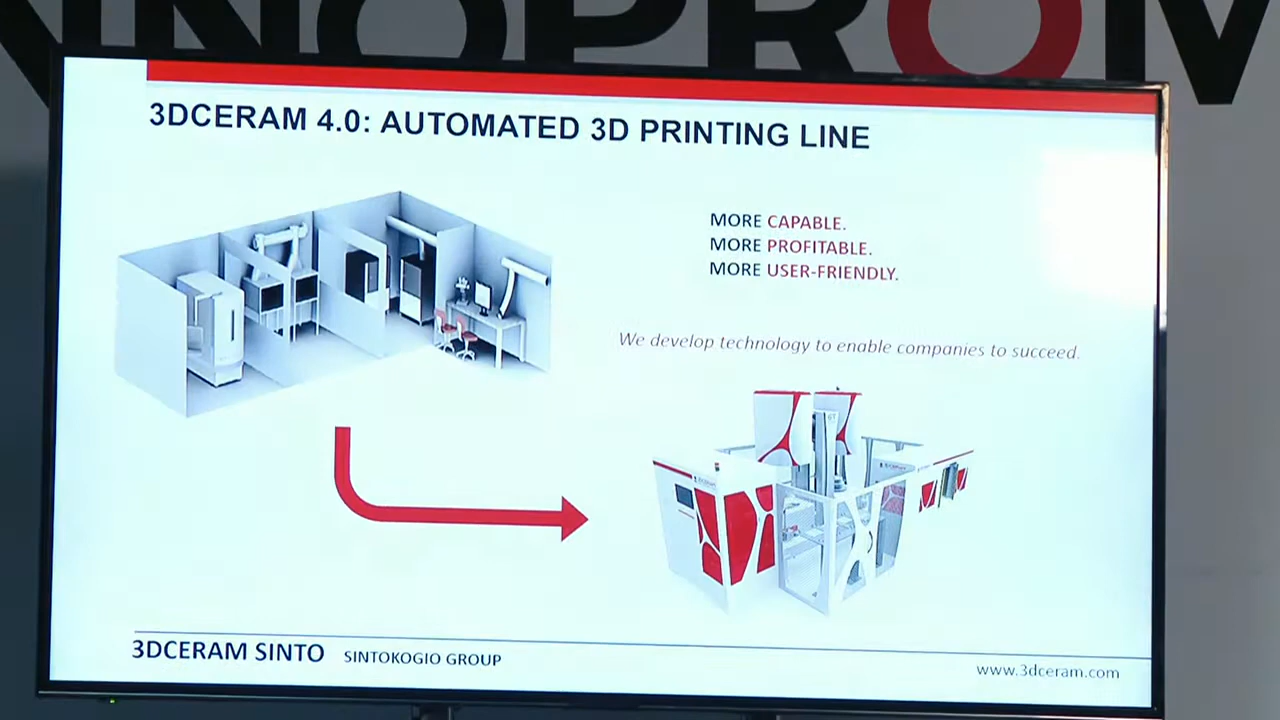 NNOPROM
3DCERAM 4.0: AUTOMATED 3D PRINTING LINE
MORE CAPABLE.
MORE PROFITABLE.
MORE USER-FRIENDLY.
We develop technology to enable companies to succeed.
3DCERAM SINTO SINTOKOGIO GROUP
www.3dceram.com